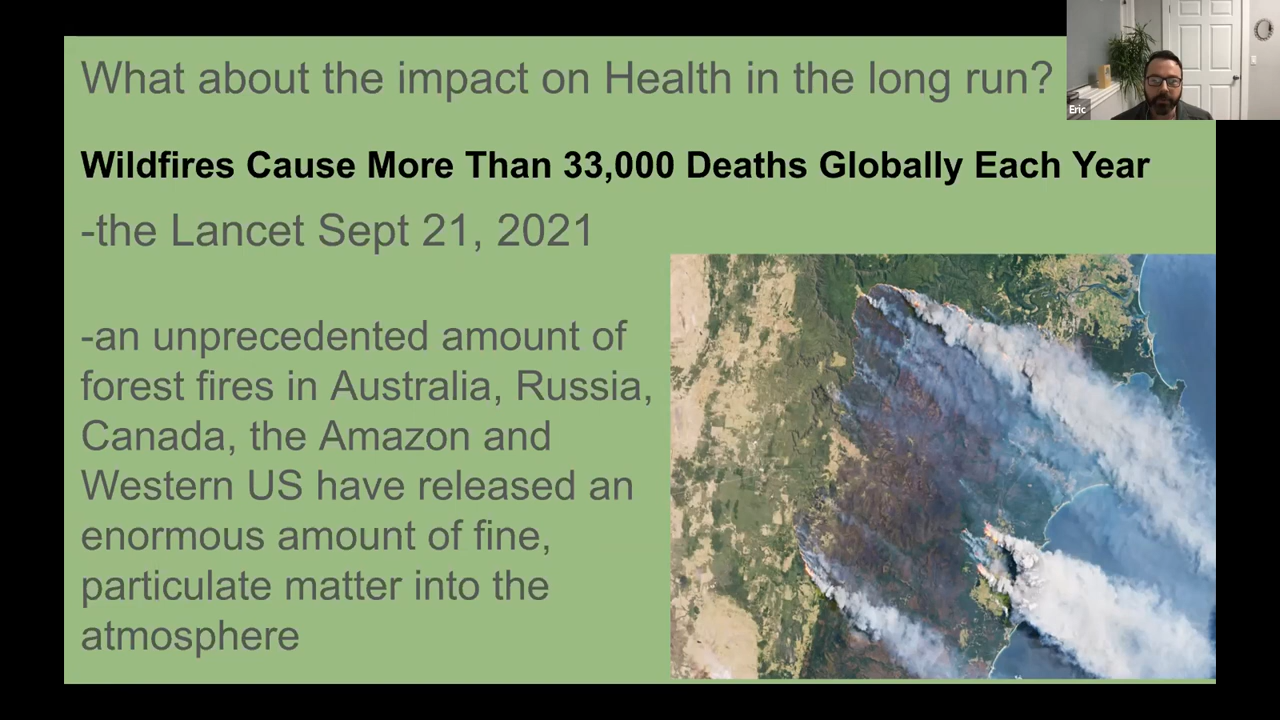 What about the impact on Health in the long run?
Eric
Wildfires Cause More Than 33,000 Deaths Globally Each Year
-the Lancet Sept 21, 2021
-an unprecedented amount of
forest fires in Australia, Russia,
Canada, the Amazon and
Western US have released an
enormous amount of fine,
particulate matter into the
atmosphere